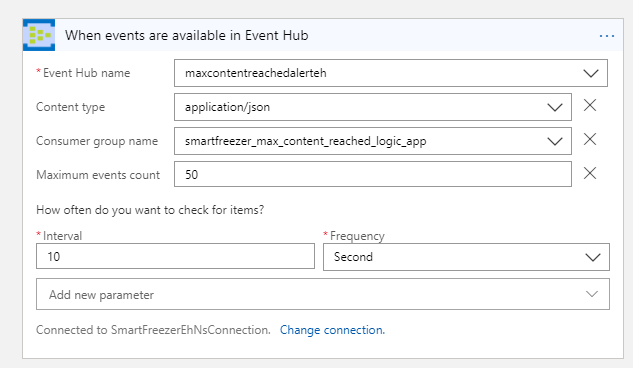 When events are available in Event Hub
...
* Event Hub name
maxcontentreachedalerteh
Content type
application/json
Consumer group name
smartfreezer_max_content_reached_logic_app
Maximum events count
50
How often do you want to check for items?
* Interval
* Frequency
10
Second
Add new parameter
Connected to SmartFreezerEhNsConnection. Change connection.